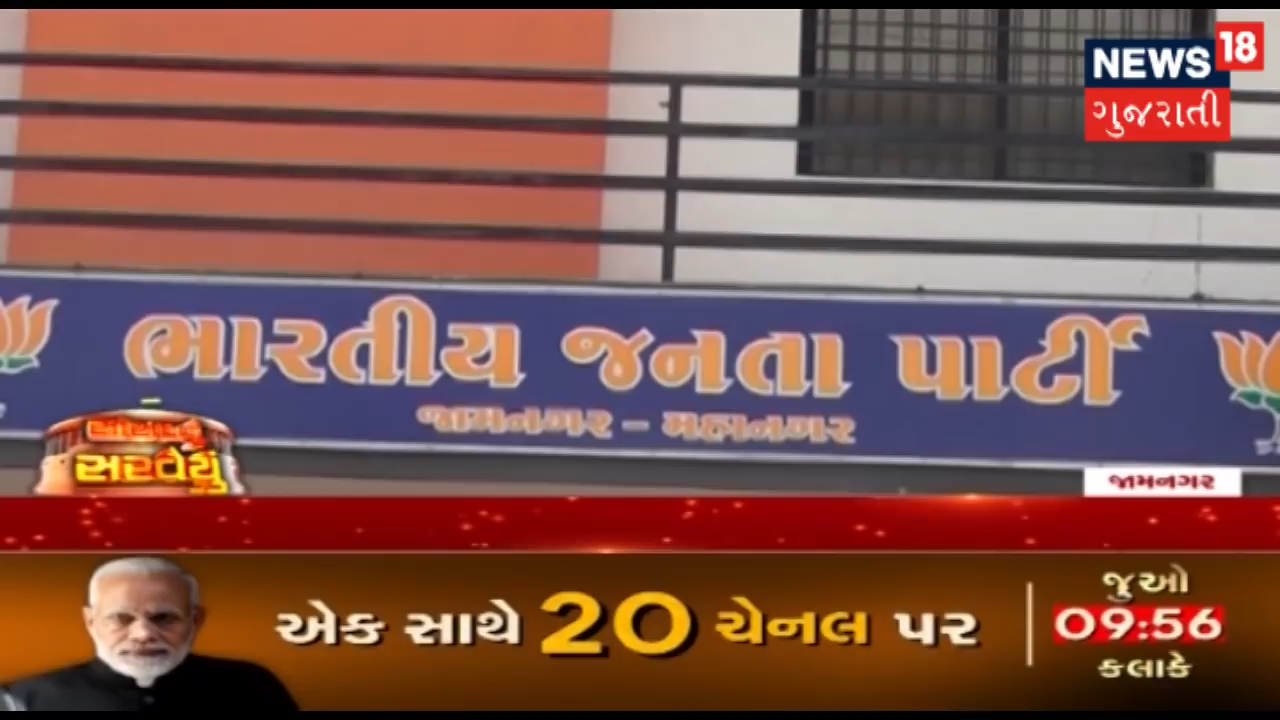 NEWS 18
ગુજરાતી
ભારતીય જનતા પાર્ટી
જામનગર - મહાનગર
સરવૈયું
જામનગર
એક સાથે 20 ચેનલ પર
જુઓ
09:56
કલાકે